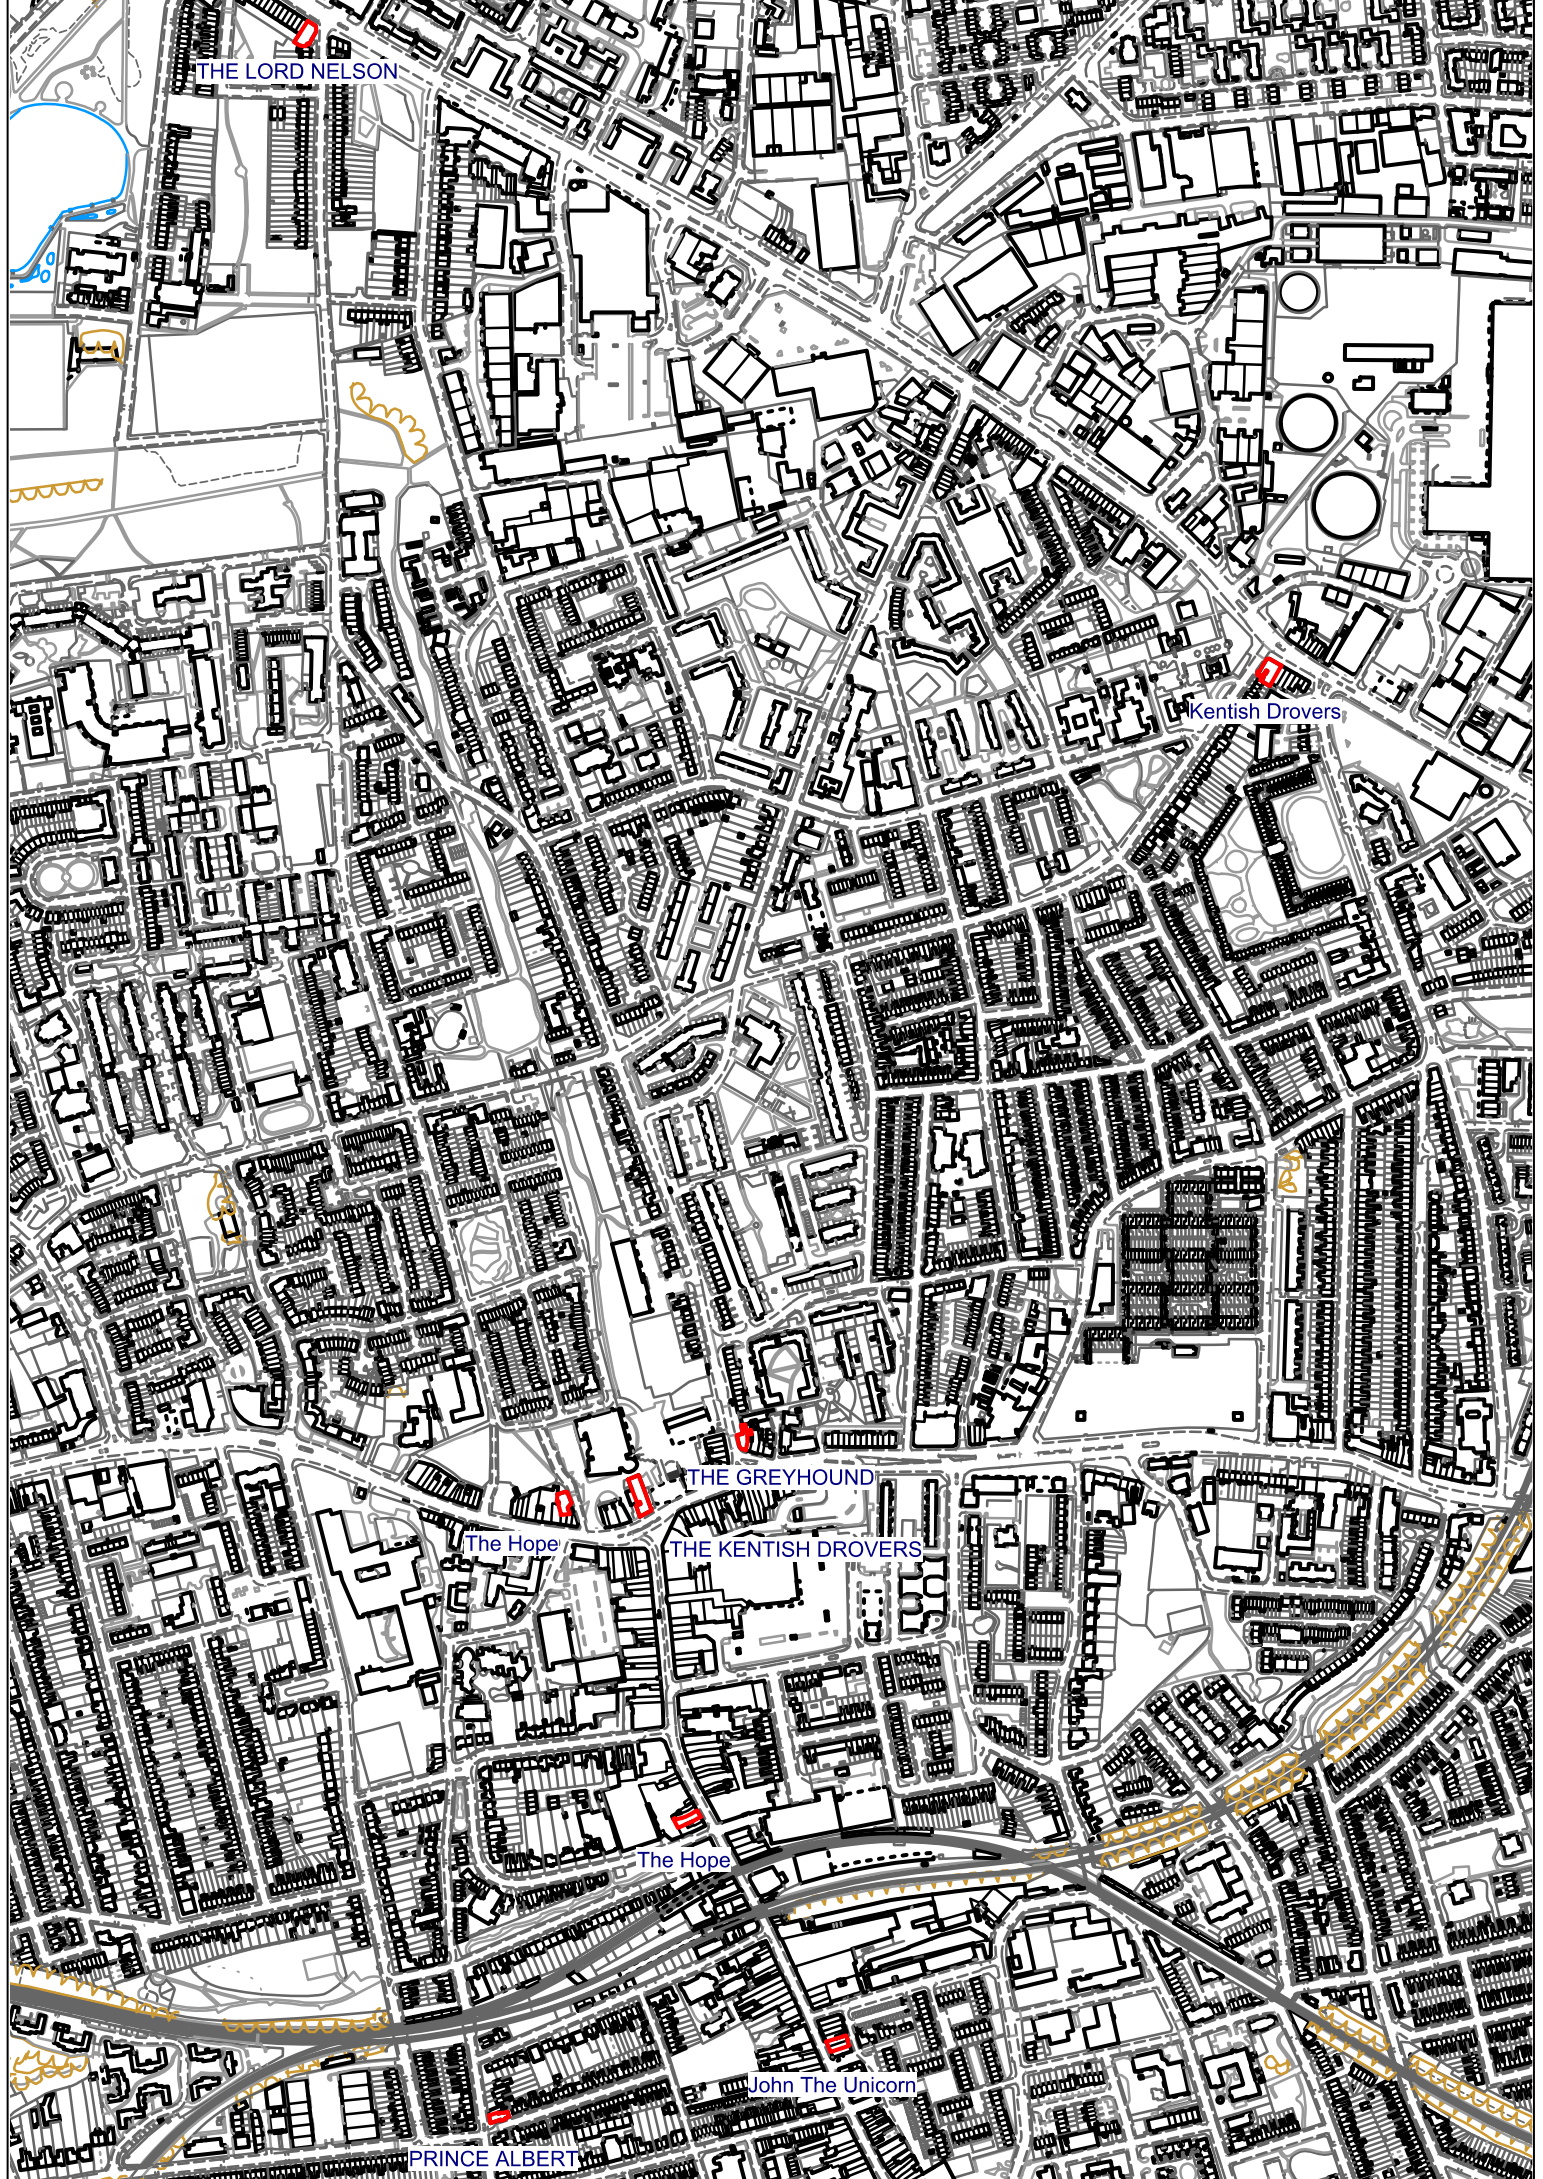 THE LORD NELSON
Kentish Drovers
THE GREYHOUND
The Hope
THE KENTISH DROVERS
The Hope
John The Unicorn
PRINCE ALBERT